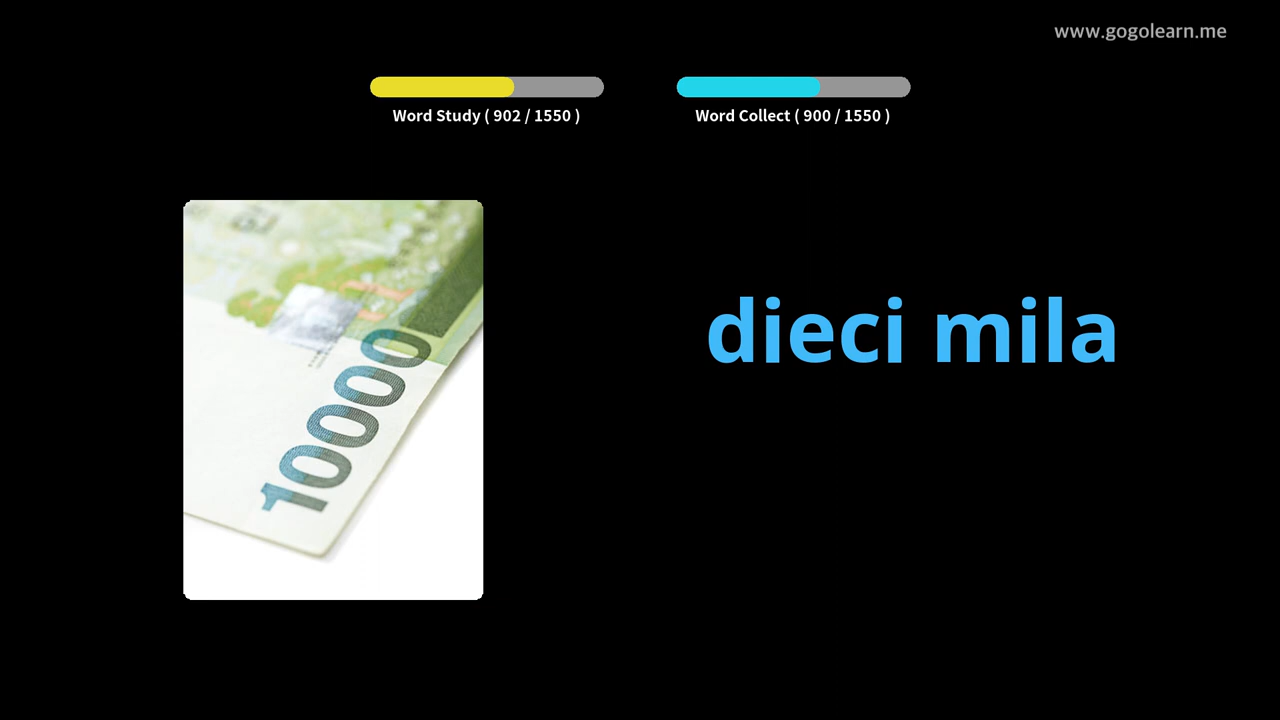 www.gogolearn.me
Word Study ( 902 / 1550 )
Word Collect ( 900 / 1550 )
10000
dieci mila